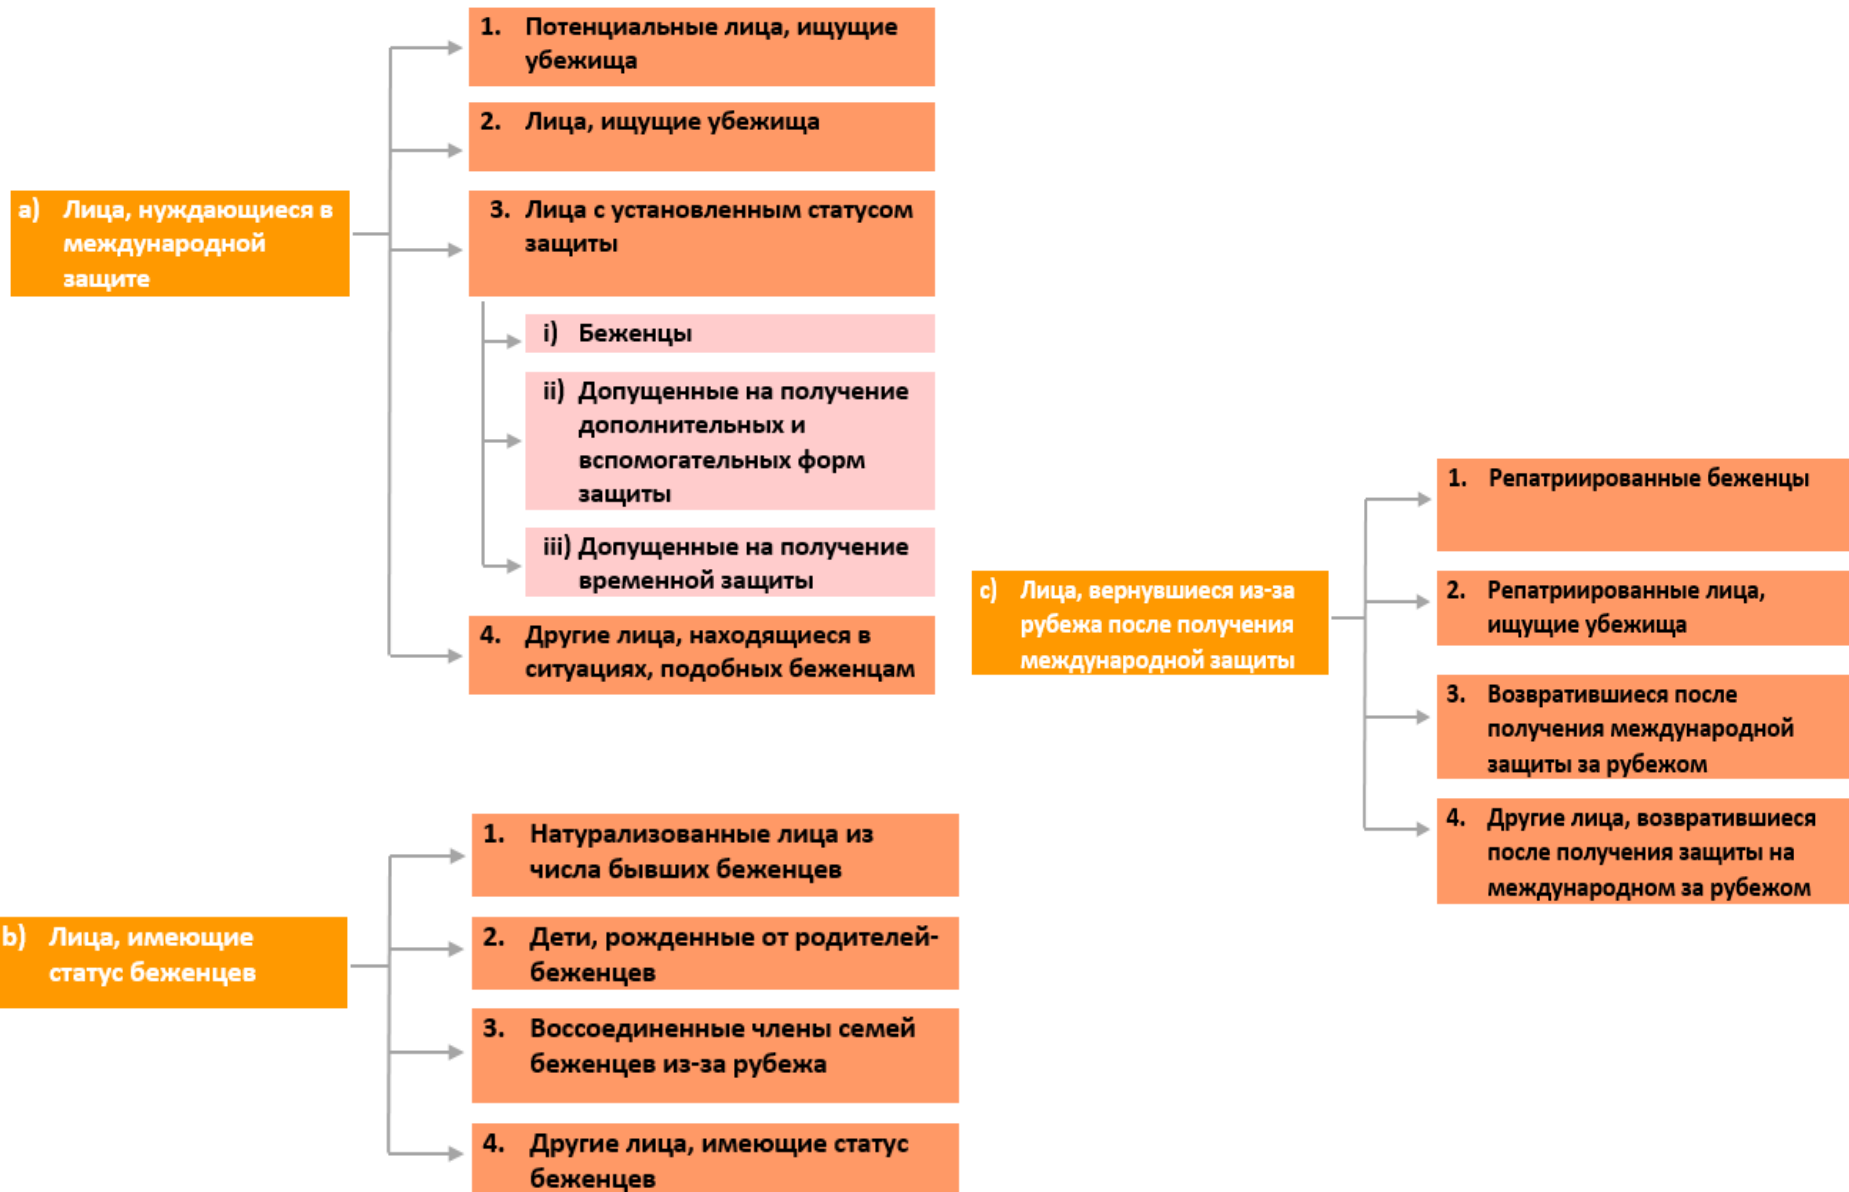 a) Лица, нуждающиеся в
международной
защите
1. Потенциальные лица, ищущие
убежища
2. Лица, ищущие убежища
3. Лица с установленным статусом
защиты
i) Беженцы
ii) Допущенные на получение
дополнительных и
вспомогательных форм
защиты
iii) Допущенные на получение
временной защиты
4. Другие лица, находящиеся в
ситуациях, подобных беженцам
b) Лица, имеющие
статус беженцев
1. Натурализованные лица из
числа бывших беженцев
2. Дети, рожденные от родителей-
беженцев
3. Воссоединенные члены семей
беженцев из-за рубежа
4. Другие лица, имеющие статус
беженцев
c) Лица, вернувшиеся из-за
рубежа после получения
международной защиты
1. Репатриированные беженцы
2. Репатриированные лица,
ищущие убежища
3. Возвратившиеся после
получения международной
защиты за рубежом
4. Другие лица, возвратившиеся
после получения защиты на
международном за рубежом